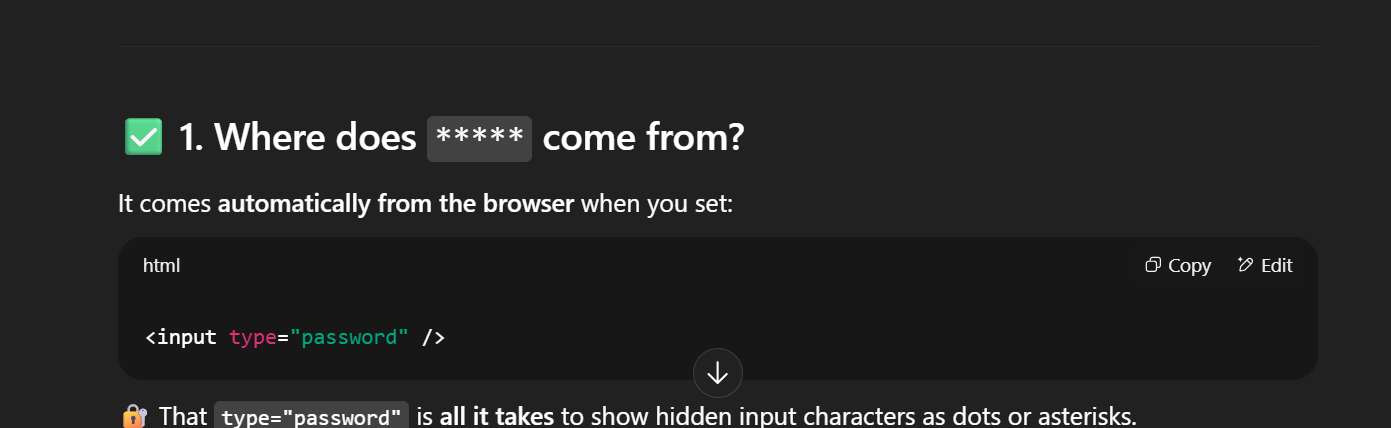 ✅ 1. Where does ***** come from?
It comes automatically from the browser when you set:
html Copy Edit
<input type="password" />
🔐 That type="password" is all it takes to show hidden input characters as dots or asterisks.